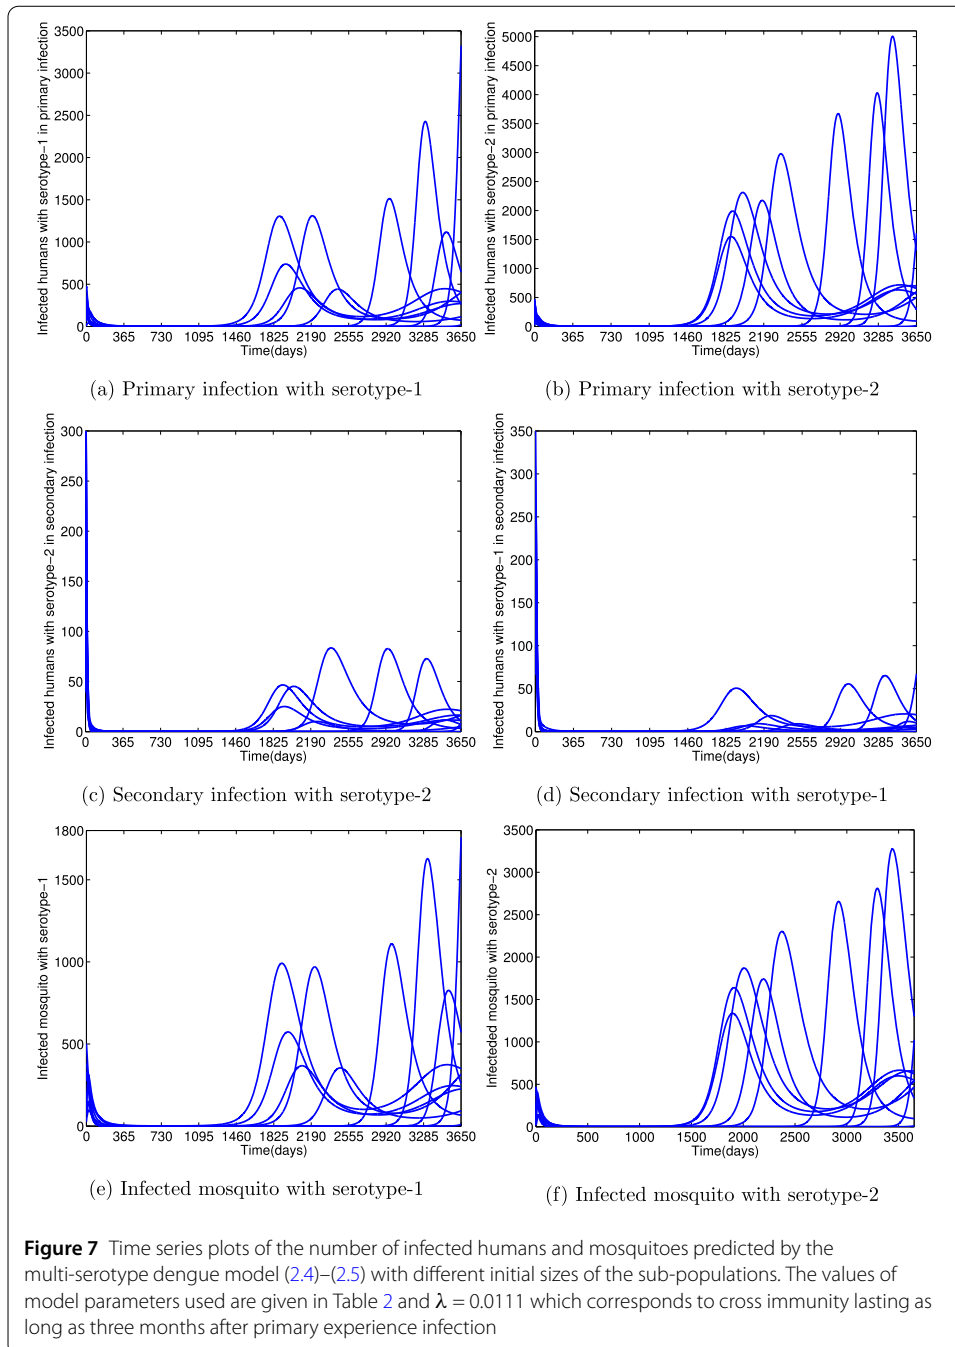 3500
3000
2500
2000
1500
1000
500
0
Infected humans with serotype-1 in primary infection
0 365 730 1095 1460 1825 2190 2555 2920 3285 3650
Time(days)
(a) Primary infection with serotype-1
5000
4500
4000
3500
3000
2500
2000
1500
1000
500
0
Infected humans with serotype-2 in primary infection
0 365 730 1095 1460 1825 2190 2555 2920 3285 3650
Time(days)
(b) Primary infection with serotype-2
300
250
200
150
100
50
0
Infected humans with serotype-2 in secondary infection
0 365 730 1095 1460 1825 2190 2555 2920 3285 3650
Time(days)
(c) Secondary infection with serotype-2
350
300
250
200
150
100
50
0
Infected humans with serotype-1 in secondary infection
0 365 730 1095 1460 1825 2190 2555 2920 3285 3650
Time(days)
(d) Secondary infection with serotype-1
1800
1500
1000
500
0
Infected mosquito with serotype−1
0 365 730 1095 1460 1825 2190 2555 2920 3285 3650
Time(days)
(e) Infected mosquito with serotype-1
3500
3000
2500
2000
1500
1000
500
0
Infecteded mosquito with serotype−2
0 500 1000 1500 2000 2500 3000 3500
Time(days)
(f) Infected mosquito with serotype-2
Figure 7 Time series plots of the number of infected humans and mosquitoes predicted by the
multi-serotype dengue model (2.4)–(2.5) with different initial sizes of the sub-populations. The values of
model parameters used are given in Table 2 and λ = 0.0111 which corresponds to cross immunity lasting as
long as three months after primary experience infection